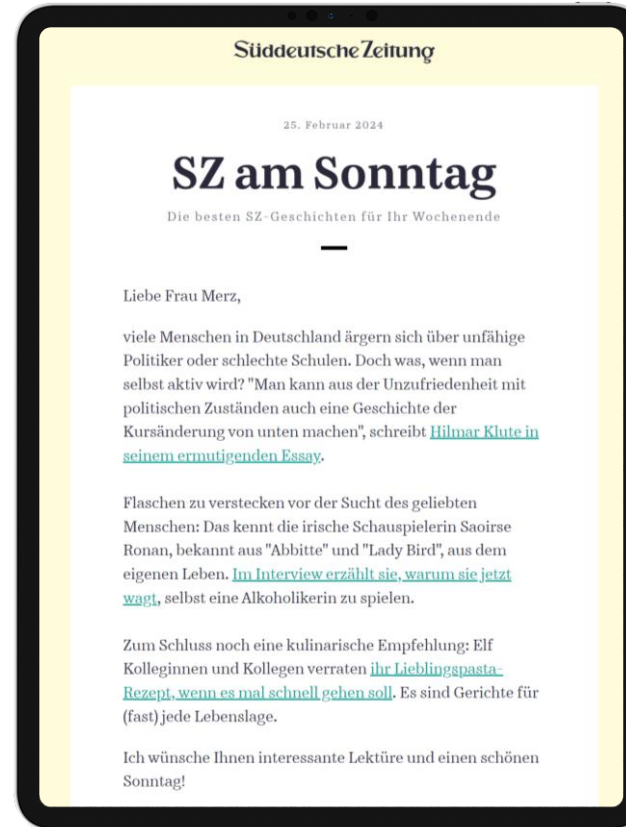 Süddeutsche Zeitung
25. Februar 2024
SZ am Sonntag
Die besten SZ-Geschichten für Ihr Wochenende
Liebe Frau Merz,
viele Menschen in Deutschland ärgern sich über unfähige
Politiker oder schlechte Schulen. Doch was, wenn man
selbst aktiv wird? "Man kann aus der Unzufriedenheit mit
politischen Zuständen auch eine Geschichte der
Kursänderung von unten machen", schreibt Hilmar Klute in
seinem ermutigenden Essay.
Flaschen zu verstecken vor der Sucht des geliebten
Menschen: Das kennt die irische Schauspielerin Saoirse
Ronan, bekannt aus "Abbitte" und "Lady Bird", aus dem
eigenen Leben. Im Interview erzählt sie, warum sie jetzt
wagt, selbst eine Alkoholikerin zu spielen.
Zum Schluss noch eine kulinarische Empfehlung: Elf
Kolleginnen und Kollegen verraten ihr Lieblingspasta-
Rezept, wenn es mal schnell gehen soll. Es sind Gerichte für
(fast) jede Lebenslage.
Ich wünsche Ihnen interessante Lektüre und einen schönen
Sonntag!